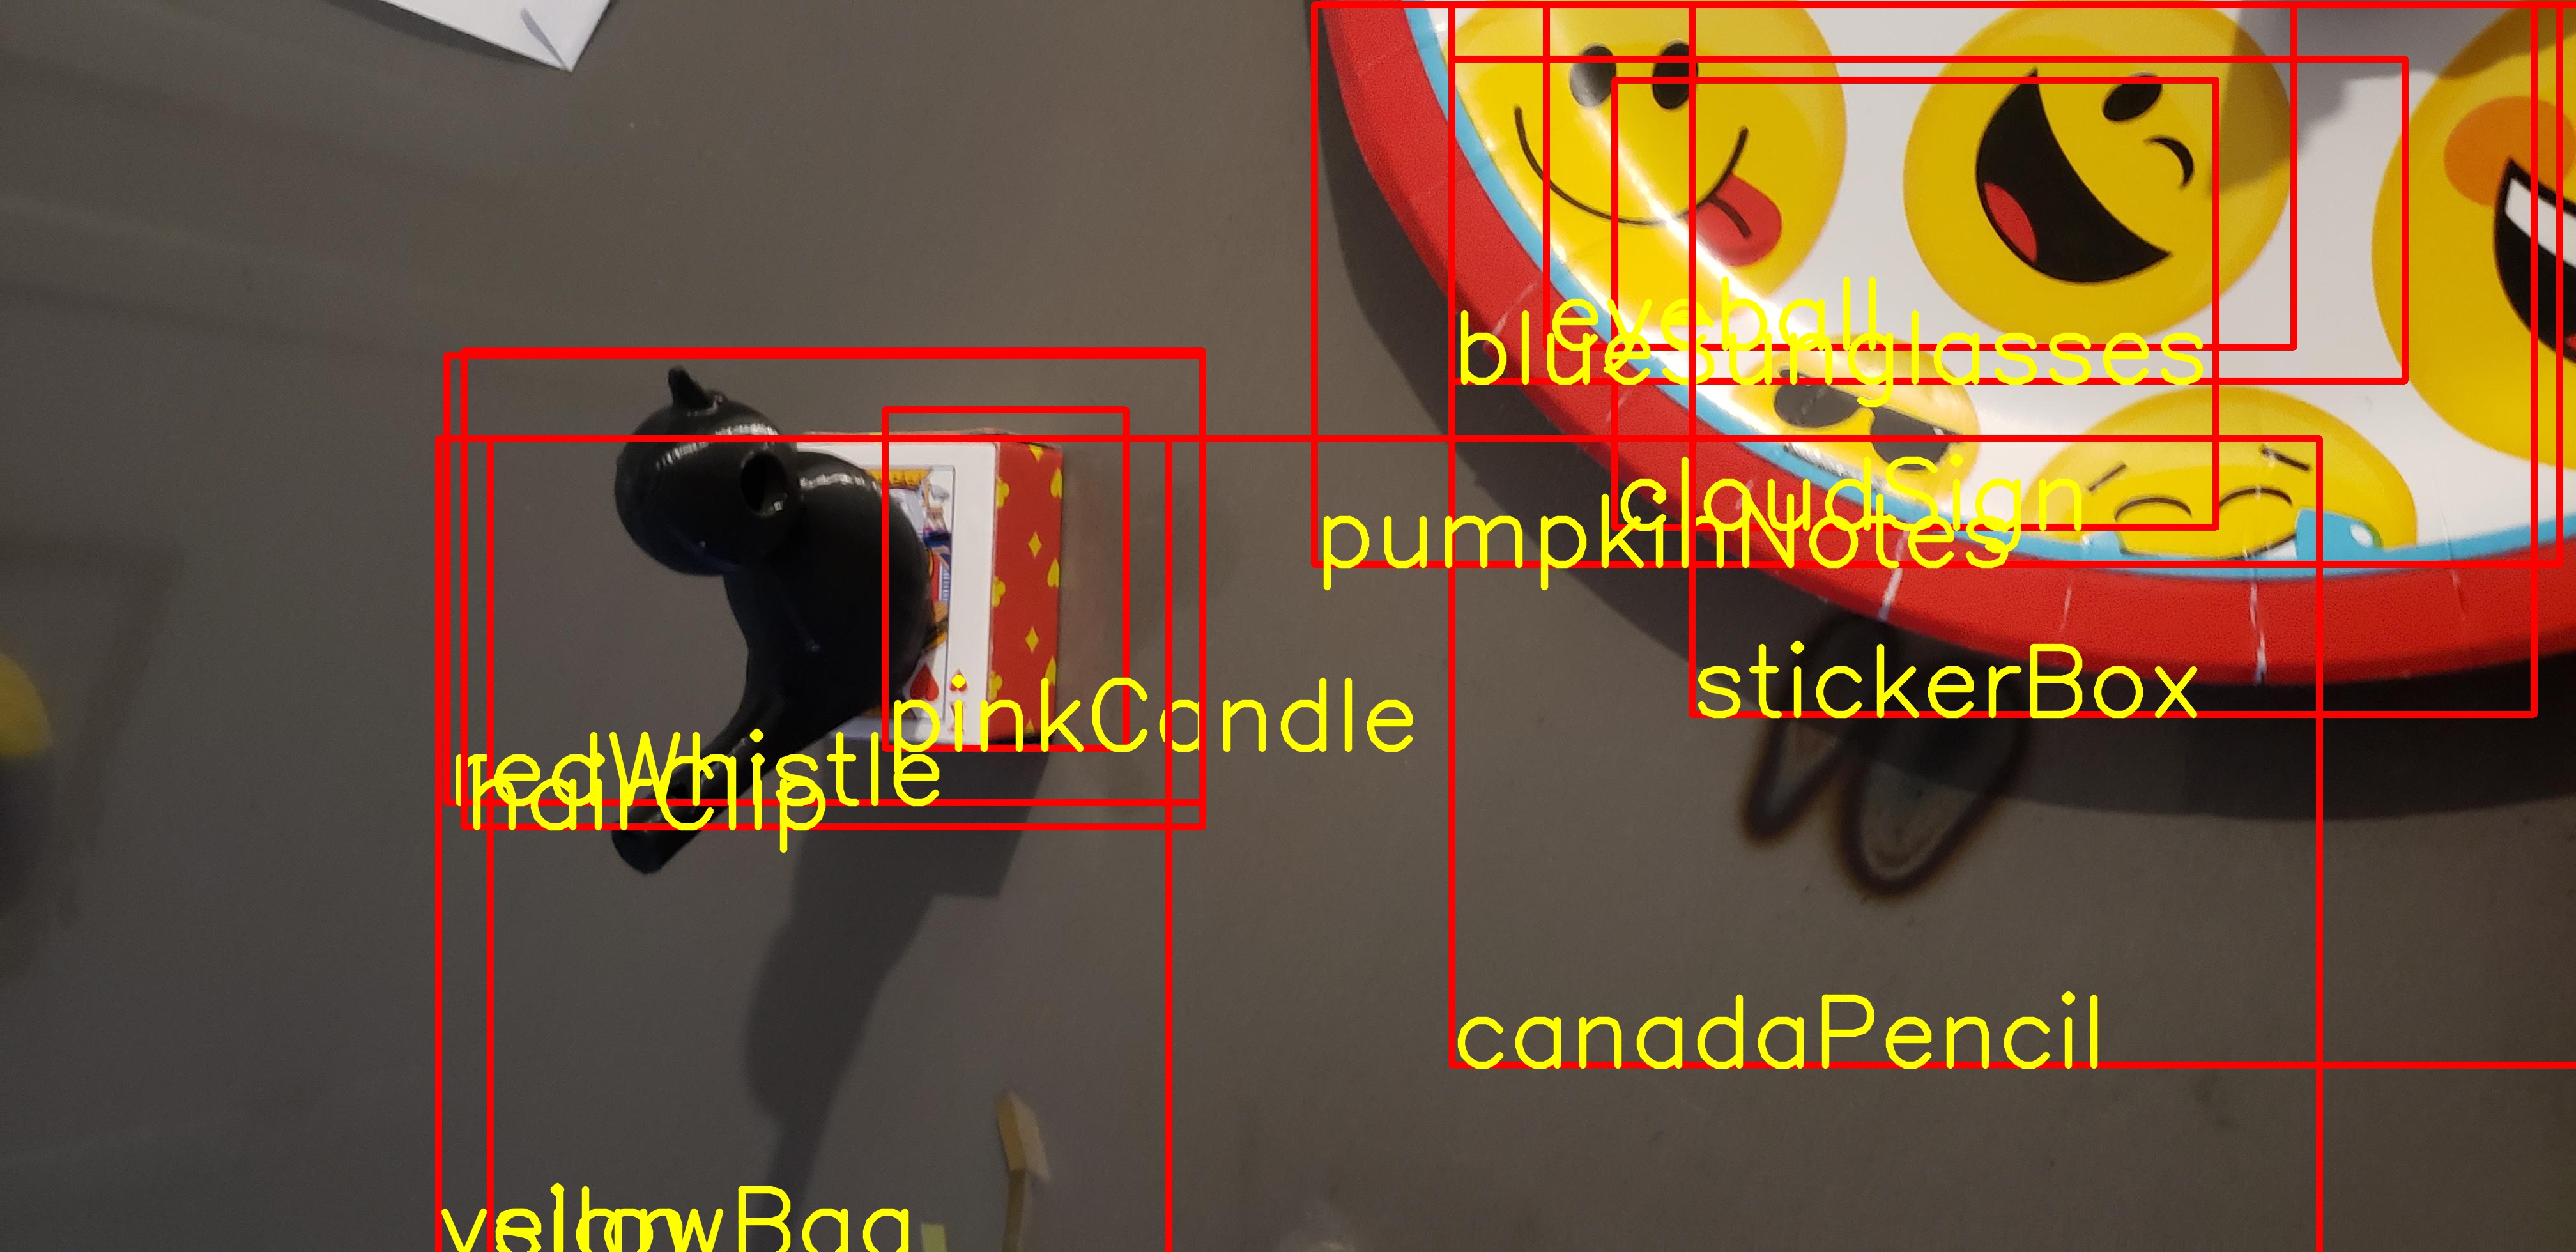 eyeball
blueSunglasses
cloudSign
pumpkinNotes
stickerBox
pinkCandle
redWhistle
hairClip
canadaPencil
yellowBag